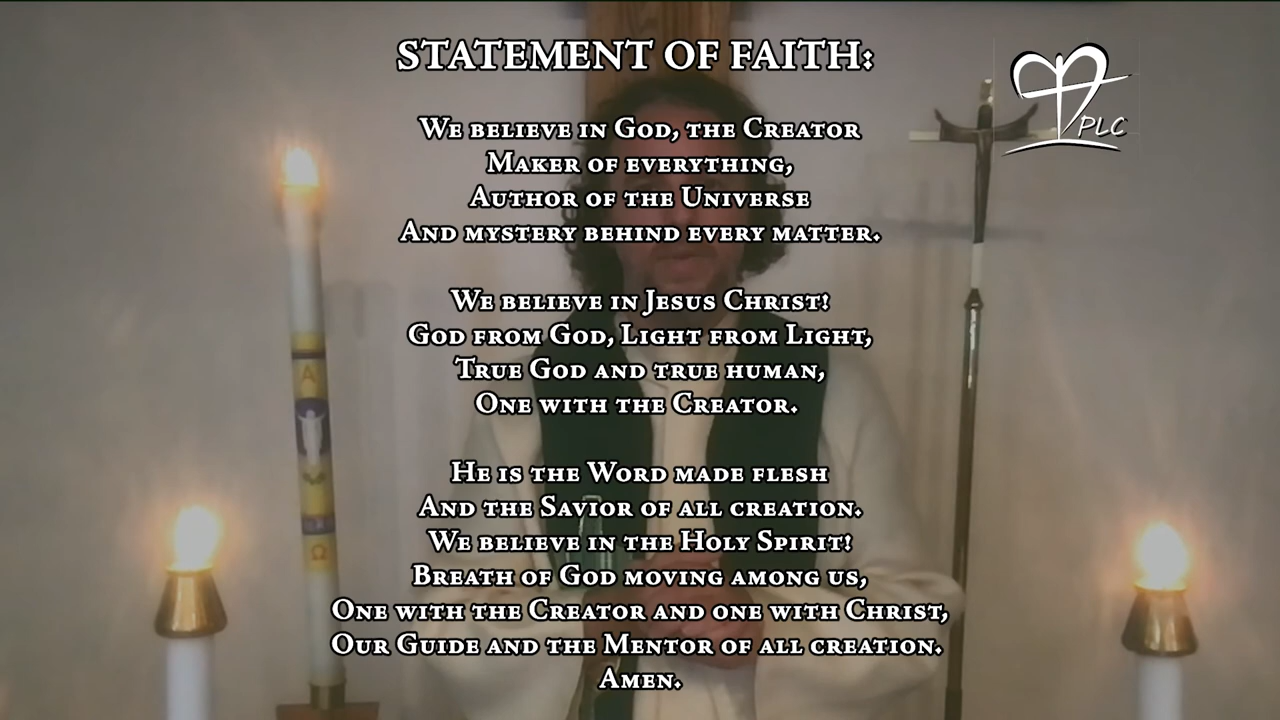 STATEMENT OF FAITH:
WE BELIEVE IN GOD, THE CREATOR
MAKER OF EVERYTHING,
AUTHOR OF THE UNIVERSE
AND MYSTERY BEHIND EVERY MATTER.
WE BELIEVE IN JESUS CHRIST!
GOD FROM GOD, LIGHT FROM LIGHT,
TRUE GOD AND TRUE HUMAN,
ONE WITH THE CREATOR.
HE IS THE WORD MADE FLESH
AND THE SAVIOR OF ALL CREATION.
WE BELIEVE IN THE HOLY SPIRIT!
BREATH OF GOD MOVING AMONG US,
ONE WITH THE CREATOR AND ONE WITH CHRIST,
OUR GUIDE AND THE MENTOR OF ALL CREATION.
AMEN.
PLC
Α
Ω